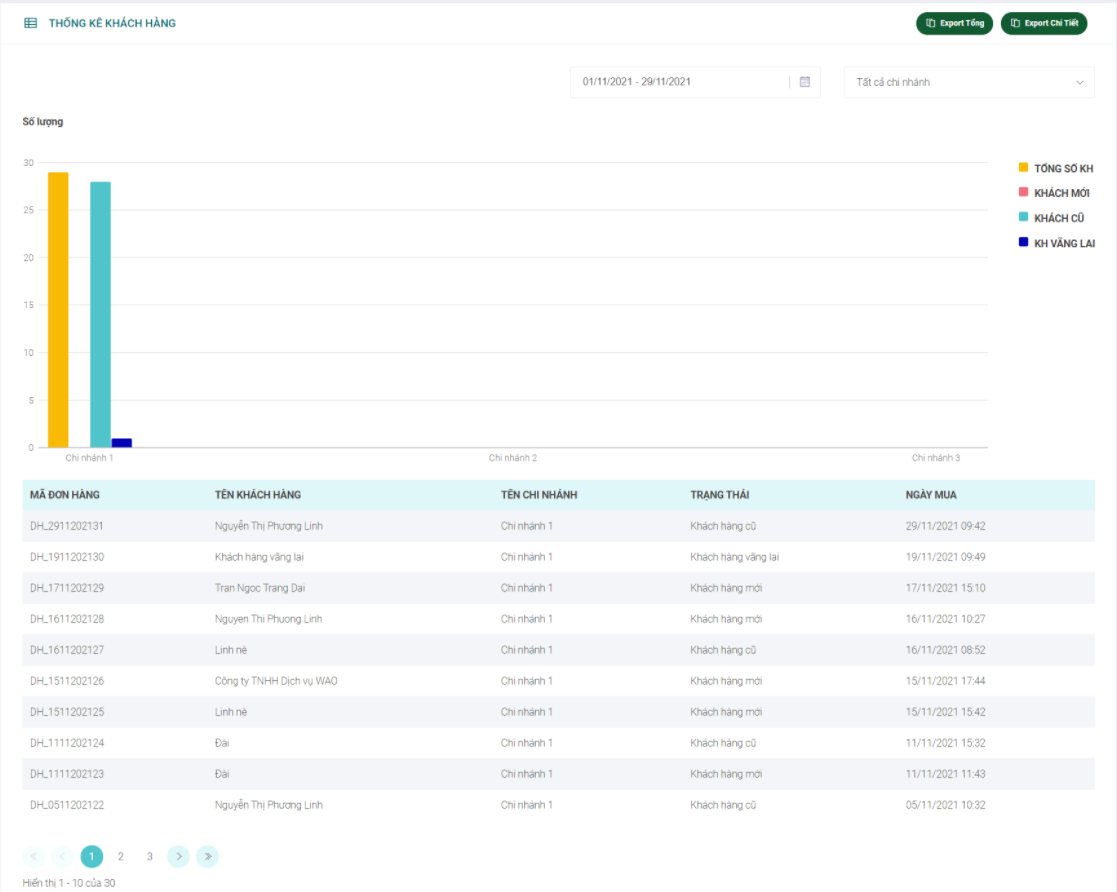 THỐNG KÊ KHÁCH HÀNG
Export Tổng
Export Chi Tiết
01/11/2021 - 29/11/2021
Tất cả chi nhánh
Số lượng
30
25
20
15
10
5
0
Chi nhánh 1
Chi nhánh 2
Chi nhánh 3
TỔNG SỐ KH
KHÁCH MỚI
KHÁCH CŨ
KH VÃNG LAI
MÃ ĐƠN HÀNG TÊN KHÁCH HÀNG TÊN CHI NHÁNH TRẠNG THÁI NGÀY MUA
DH_2911202131 Nguyễn Thị Phương Linh Chi nhánh 1 Khách hàng cũ 29/11/2021 09:42
DH_1911202130 Khách hàng vãng lai Chi nhánh 1 Khách hàng vãng lai 19/11/2021 09:49
DH_1711202129 Tran Ngoc Trang Dai Chi nhánh 1 Khách hàng mới 17/11/2021 15:10
DH_1611202128 Nguyen Thi Phuong Linh Chi nhánh 1 Khách hàng mới 16/11/2021 10:27
DH_1611202127 Linh nè Chi nhánh 1 Khách hàng cũ 16/11/2021 08:52
DH_1511202126 Công ty TNHH Dịch vụ WAO Chi nhánh 1 Khách hàng mới 15/11/2021 17:44
DH_1511202125 Linh nè Chi nhánh 1 Khách hàng mới 15/11/2021 15:42
DH_1111202124 Đài Chi nhánh 1 Khách hàng cũ 11/11/2021 15:32
DH_1111202123 Đài Chi nhánh 1 Khách hàng mới 11/11/2021 11:43
DH_0511202122 Nguyễn Thị Phương Linh Chi nhánh 1 Khách hàng cũ 05/11/2021 10:32
« < 1 2 3 > »
Hiển thị 1 - 10 của 30